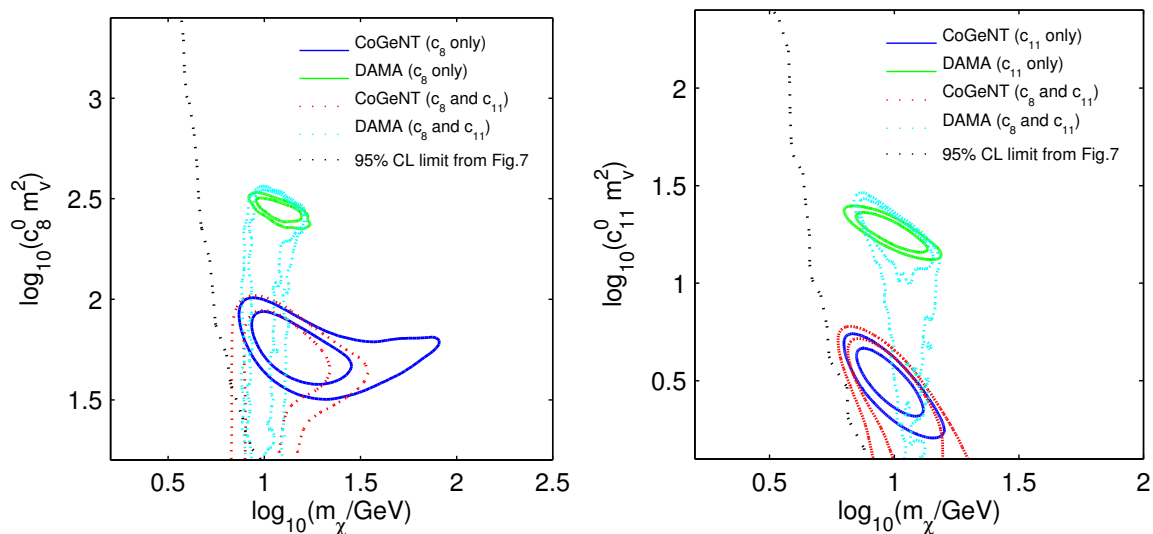 CoGeNT (c₈ only)
DAMA (c₈ only)
CoGeNT (c₈ and c₁₁)
DAMA (c₈ and c₁₁)
95% CL limit from Fig.7
3
2.5
2
1.5
log₁₀(c₈⁰ mᵥ²)
0.5
1
1.5
2
2.5
log₁₀(m_χ/GeV)
CoGeNT (c₁₁ only)
DAMA (c₁₁ only)
CoGeNT (c₈ and c₁₁)
DAMA (c₈ and c₁₁)
95% CL limit from Fig.7
2
1.5
1
0.5
log₁₀(c₁₁⁰ mᵥ²)
0.5
1
1.5
2
log₁₀(m_χ/GeV)